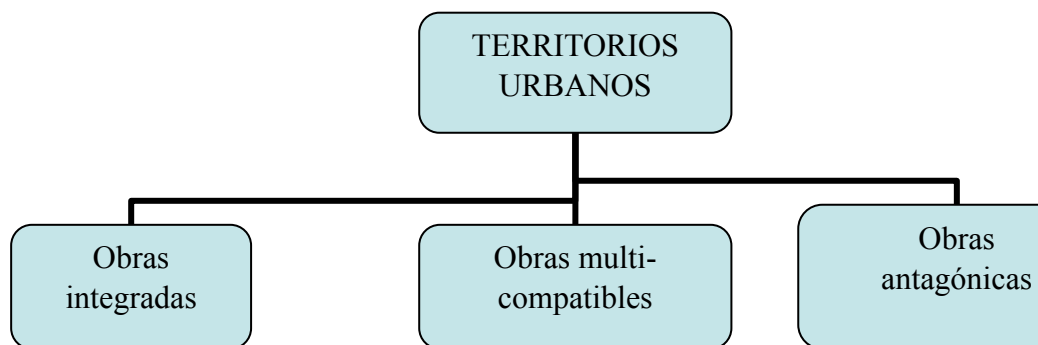 TERRITORIOS
URBANOS
Obras
integradas
Obras multi-
compatibles
Obras
antagónicas